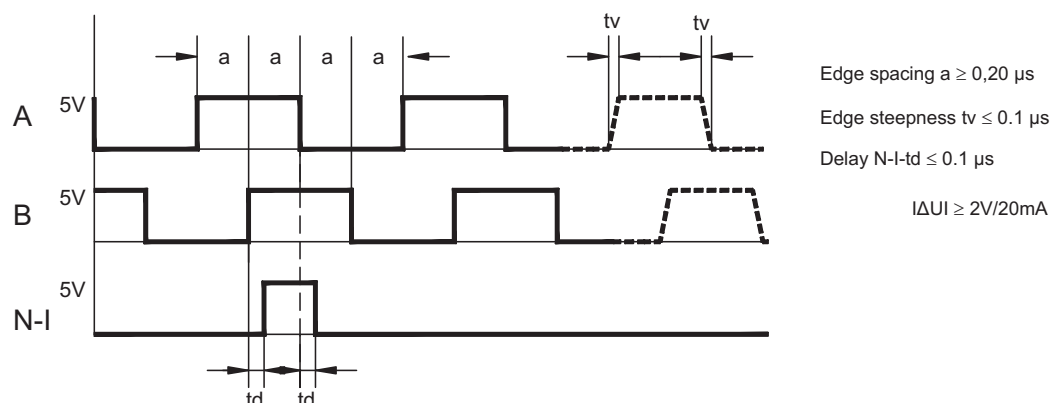 tv tv
a a a a
Edge spacing a ≥ 0,20 µs
5V
A
Edge steepness tv ≤ 0.1 µs
Delay N-I-td ≤ 0.1 µs
5V
B
IΔUI ≥ 2V/20mA
5V
N-I
td td